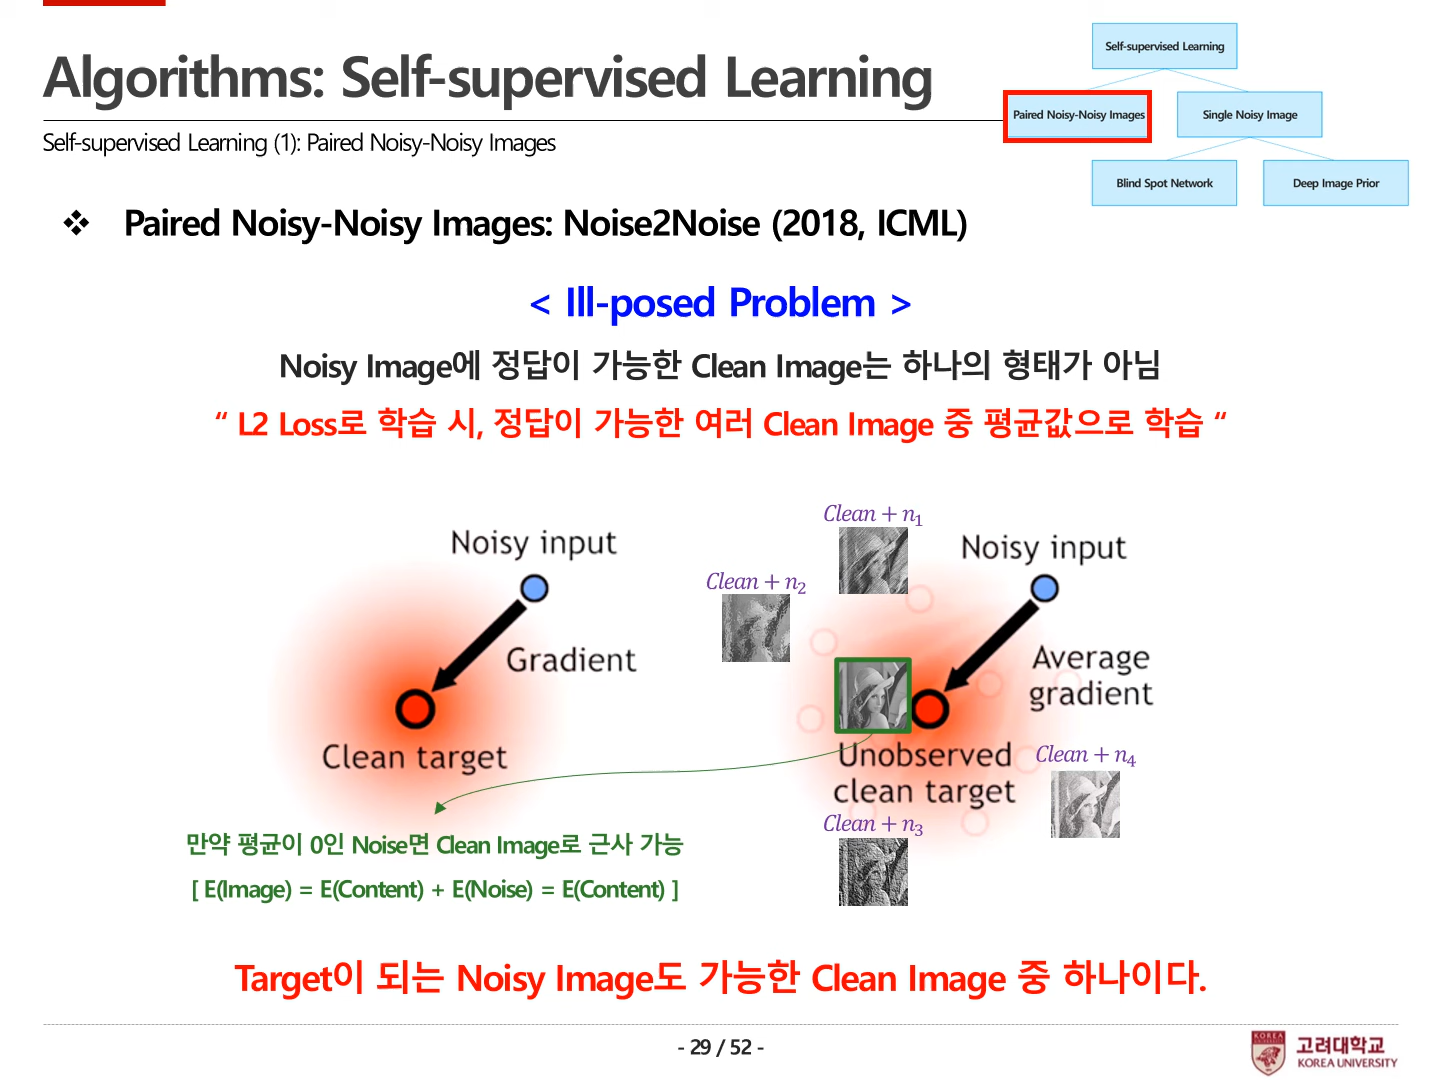 Algorithms: Self-supervised Learning
Self-supervised Learning (1): Paired Noisy-Noisy Images
Self-supervised Learning
Paired Noisy-Noisy Images
Single Noisy Image
Blind Spot Network
Deep Image Prior
❖ Paired Noisy-Noisy Images: Noise2Noise (2018, ICML)
< Ill-posed Problem >
Noisy Image에 정답이 가능한 Clean Image는 하나의 형태가 아님
“ L2 Loss로 학습 시, 정답이 가능한 여러 Clean Image 중 평균값으로 학습 “
Noisy input
Gradient
Clean target
Clean + n₁
Clean + n₂
Noisy input
Average
gradient
Unobserved
clean target
Clean + n₄
Clean + n₃
만약 평균이 0인 Noise면 Clean Image로 근사 가능
[ E(Image) = E(Content) + E(Noise) = E(Content) ]
Target이 되는 Noisy Image도 가능한 Clean Image 중 하나이다.
- 29 / 52 -
KOREA
고려대학교
KOREA UNIVERSITY